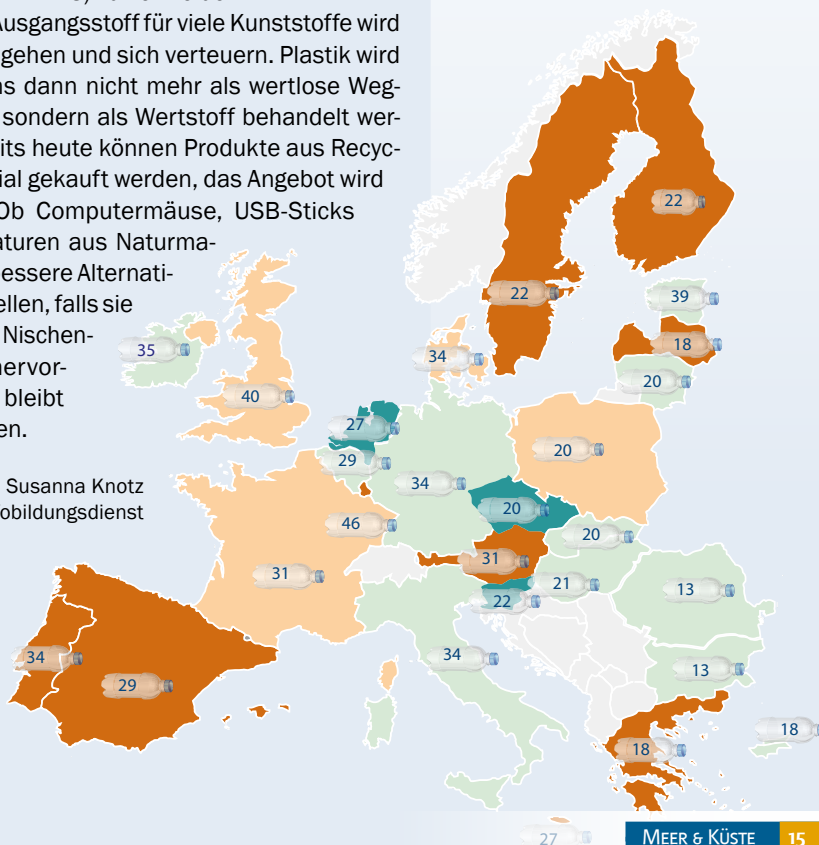 Ausgangsstoff für viele Kunststoffe wird
gehen und sich verteuern. Plastik wird
s dann nicht mehr als wertlose Weg-
sondern als Wertstoff behandelt wer-
its heute können Produkte aus Recyc-
ial gekauft werden, das Angebot wird
Ob Computermäuse, USB-Sticks
aturen aus Naturma-
essere Alternati-
ellen, falls sie
Nischen-
hervor-
bleibt
en.
Susanna Knotz
obildungsdienst
22
22
39
18
20
35
34
40
27
29
34
20
20
20
46
31
31
21
22
13
34
34
29
13
18
18
27
MEER & KÜSTE 15